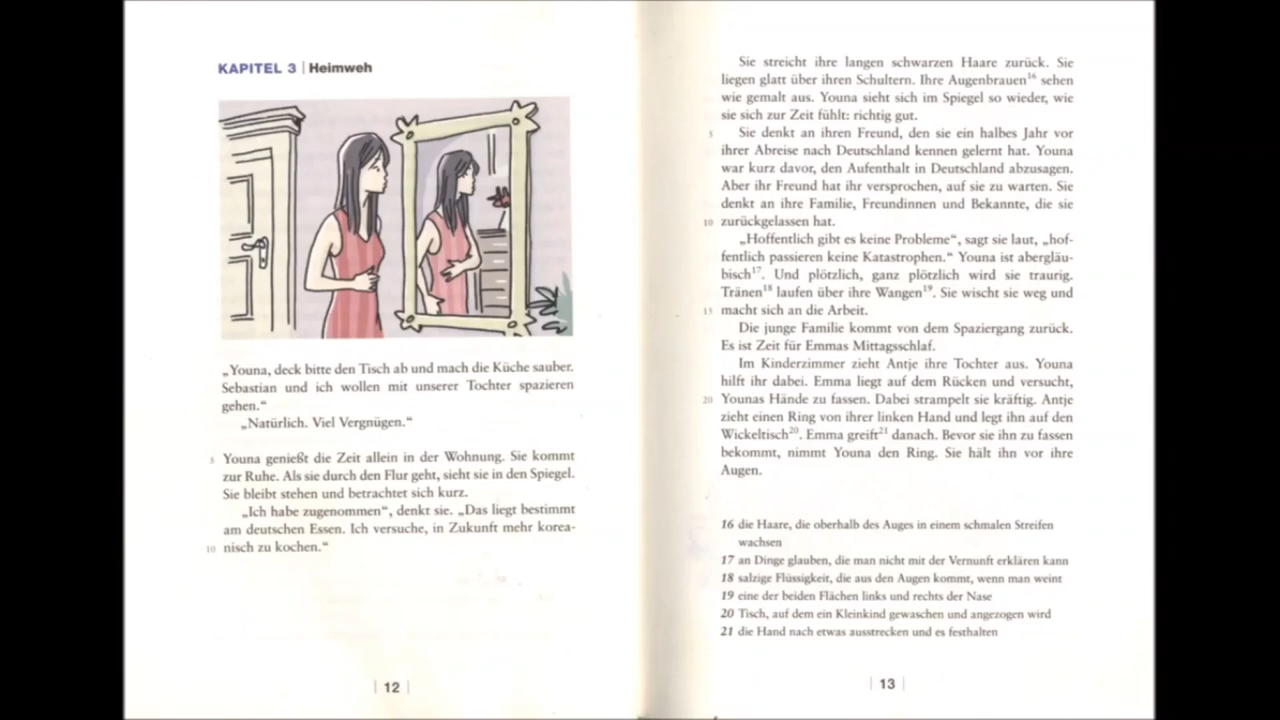 KAPITEL 3 | Heimweh
„Youna, deck bitte den Tisch ab und mach die Küche sauber.
Sebastian und ich wollen mit unserer Tochter spazieren
gehen.“
„Natürlich. Viel Vergnügen.“
5 Youna genießt die Zeit allein in der Wohnung. Sie kommt
zur Ruhe. Als sie durch den Flur geht, sieht sie in den Spiegel.
Sie bleibt stehen und betrachtet sich kurz.
„Ich habe zugenommen“, denkt sie. „Das liegt bestimmt
am deutschen Essen. Ich versuche, in Zukunft mehr korea-
10 nisch zu kochen.“
| 12 |
Sie streicht ihre langen schwarzen Haare zurück. Sie
liegen glatt über ihren Schultern. Ihre Augenbrauen16 sehen
wie gemalt aus. Youna sieht sich im Spiegel so wieder, wie
sie sich zur Zeit fühlt: richtig gut.
5 Sie denkt an ihren Freund, den sie ein halbes Jahr vor
ihrer Abreise nach Deutschland kennen gelernt hat. Youna
war kurz davor, den Aufenthalt in Deutschland abzusagen.
Aber ihr Freund hat ihr versprochen, auf sie zu warten. Sie
denkt an ihre Familie, Freundinnen und Bekannte, die sie
10 zurückgelassen hat.
„Hoffentlich gibt es keine Probleme“, sagt sie laut, „hof-
fentlich passieren keine Katastrophen.“ Youna ist abergläu-
bisch17. Und plötzlich, ganz plötzlich wird sie traurig.
Tränen18 laufen über ihre Wangen19. Sie wischt sie weg und
15 macht sich an die Arbeit.
Die junge Familie kommt von dem Spaziergang zurück.
Es ist Zeit für Emmas Mittagsschlaf.
Im Kinderzimmer zieht Antje ihre Tochter aus. Youna
hilft ihr dabei. Emma liegt auf dem Rücken und versucht,
20 Younas Hände zu fassen. Dabei strampelt sie kräftig. Antje
zieht einen Ring von ihrer linken Hand und legt ihn auf den
Wickeltisch20. Emma greift21 danach. Bevor sie ihn zu fassen
bekommt, nimmt Youna den Ring. Sie hält ihn vor ihre
Augen.
16 die Haare, die oberhalb des Auges in einem schmalen Streifen
wachsen
17 an Dinge glauben, die man nicht mit der Vernunft erklären kann
18 salzige Flüssigkeit, die aus den Augen kommt, wenn man weint
19 eine der beiden Flächen links und rechts der Nase
20 Tisch, auf dem ein Kleinkind gewaschen und angezogen wird
21 die Hand nach etwas ausstrecken und es festhalten
| 13 |